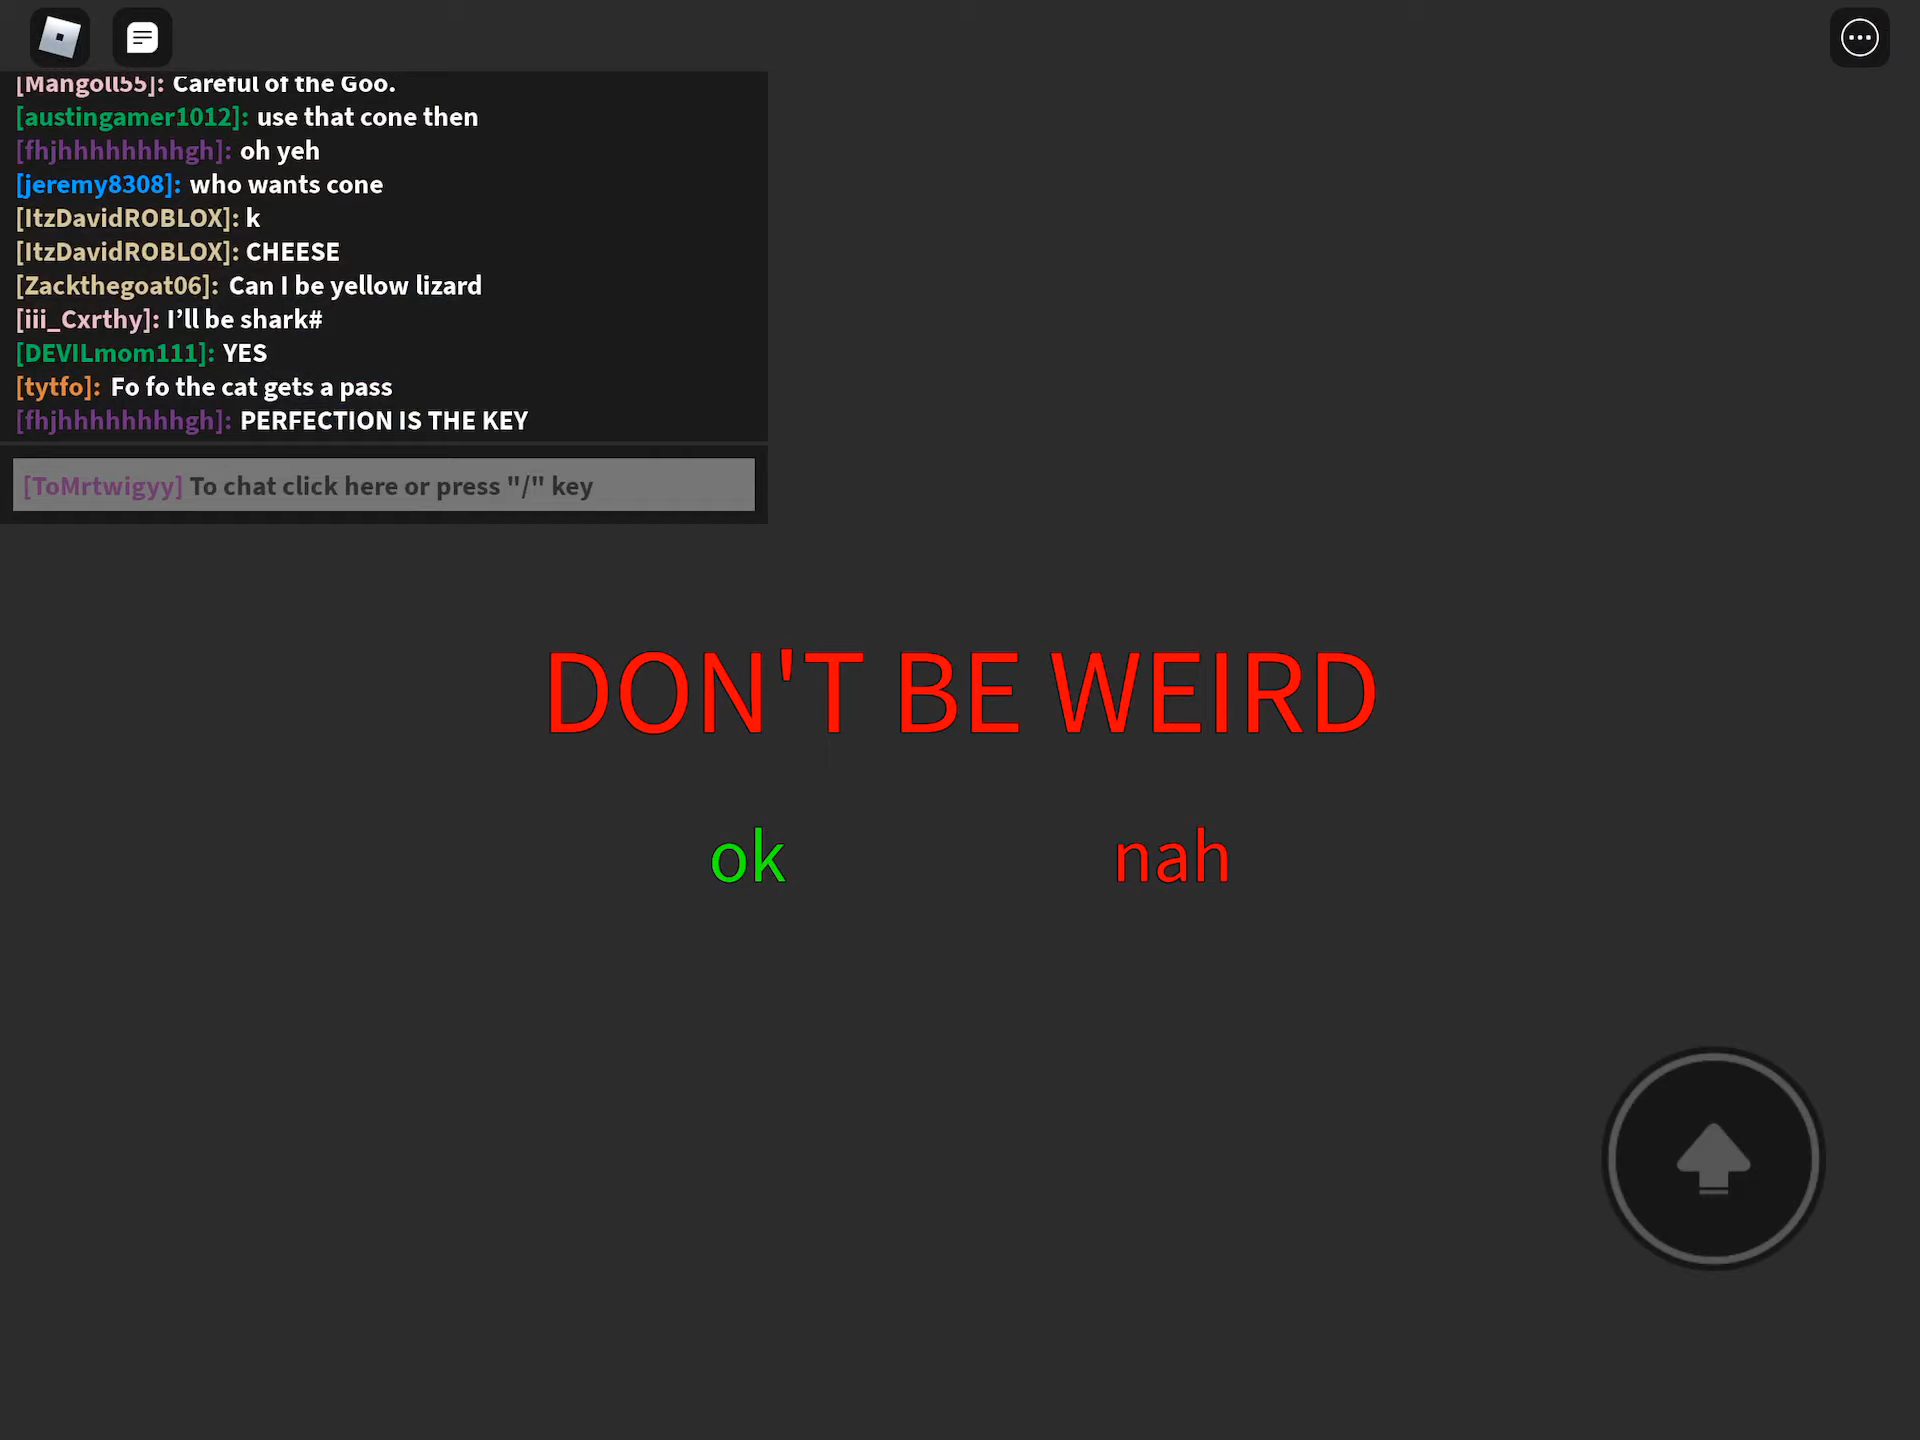 [Mangoll55]: Careful of the Goo.
[austingamer1012]: use that cone then
[fhjhhhhhhhhgh]: oh yeh
[jeremy8308]: who wants cone
[ItzDavidROBLOX]: k
[ItzDavidROBLOX]: CHEESE
[Zackthegoat06]: Can I be yellow lizard
[iii_Cxrthy]: I’ll be shark#
[DEVILmom111]: YES
[tytfo]: Fo fo the cat gets a pass
[fhjhhhhhhhhgh]: PERFECTION IS THE KEY
[ToMrtwigyy] To chat click here or press "/" key
DON'T BE WEIRD
ok nah